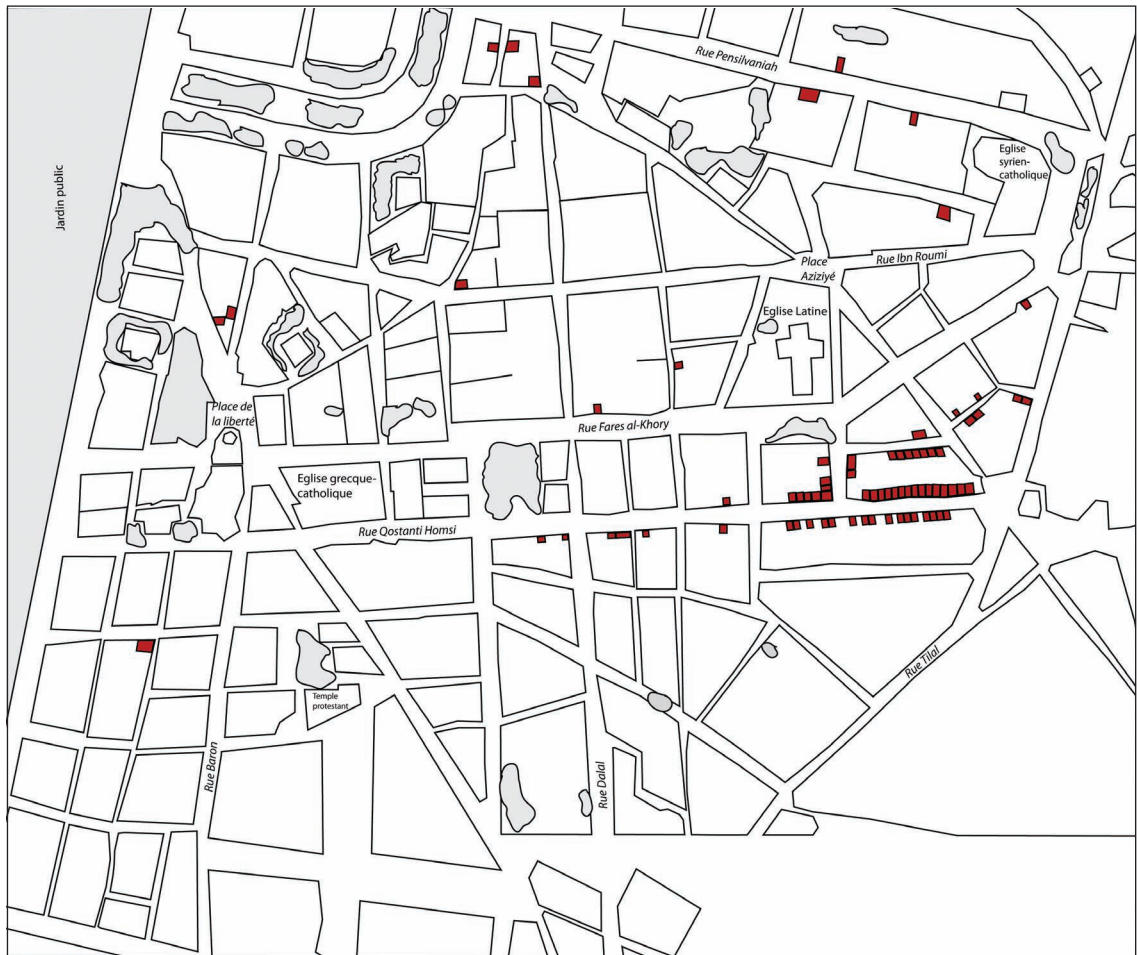 Rue Pensilvaniah
Eglise
syrien-
catholique
Jardin public
Rue Ibn Roumi
Place
Aziziyé
Eglise Latine
Place de
la liberté
Rue Fares al-Khory
Eglise grecque-
catholique
Rue Qostanti Homsi
Rue Tilal
Temple
protestant
Rue Baron
Rue Dalal